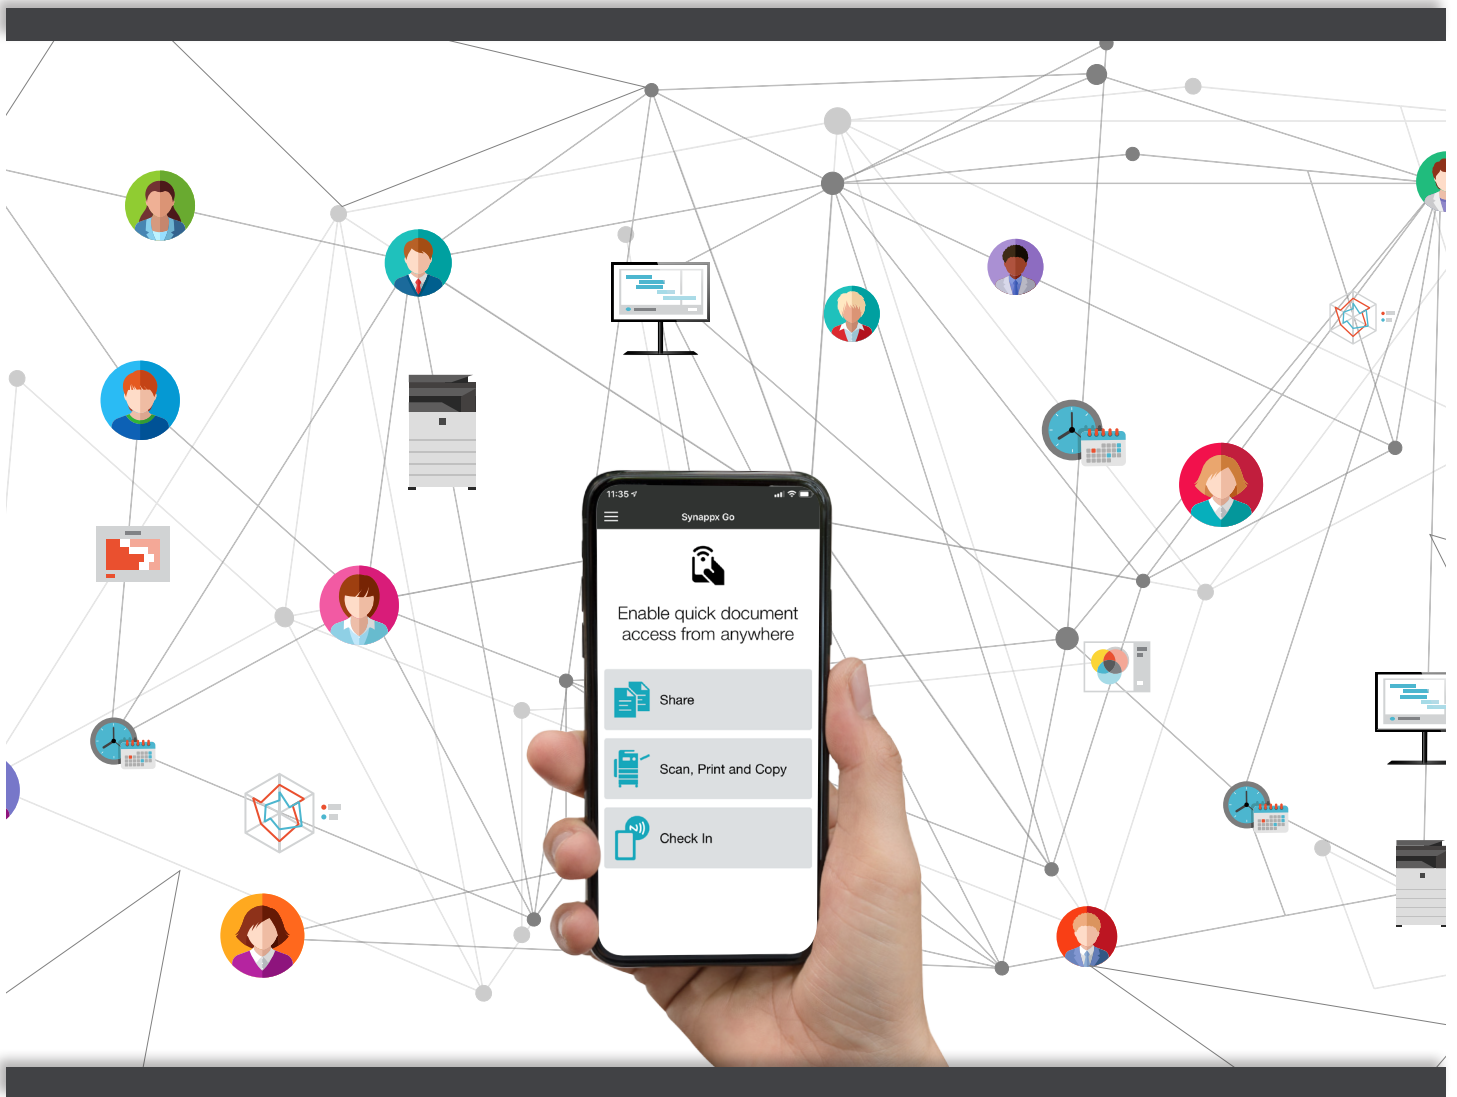 11:35
Synappx Go
Enable quick document
access from anywhere
Share
Scan, Print and Copy
Check In